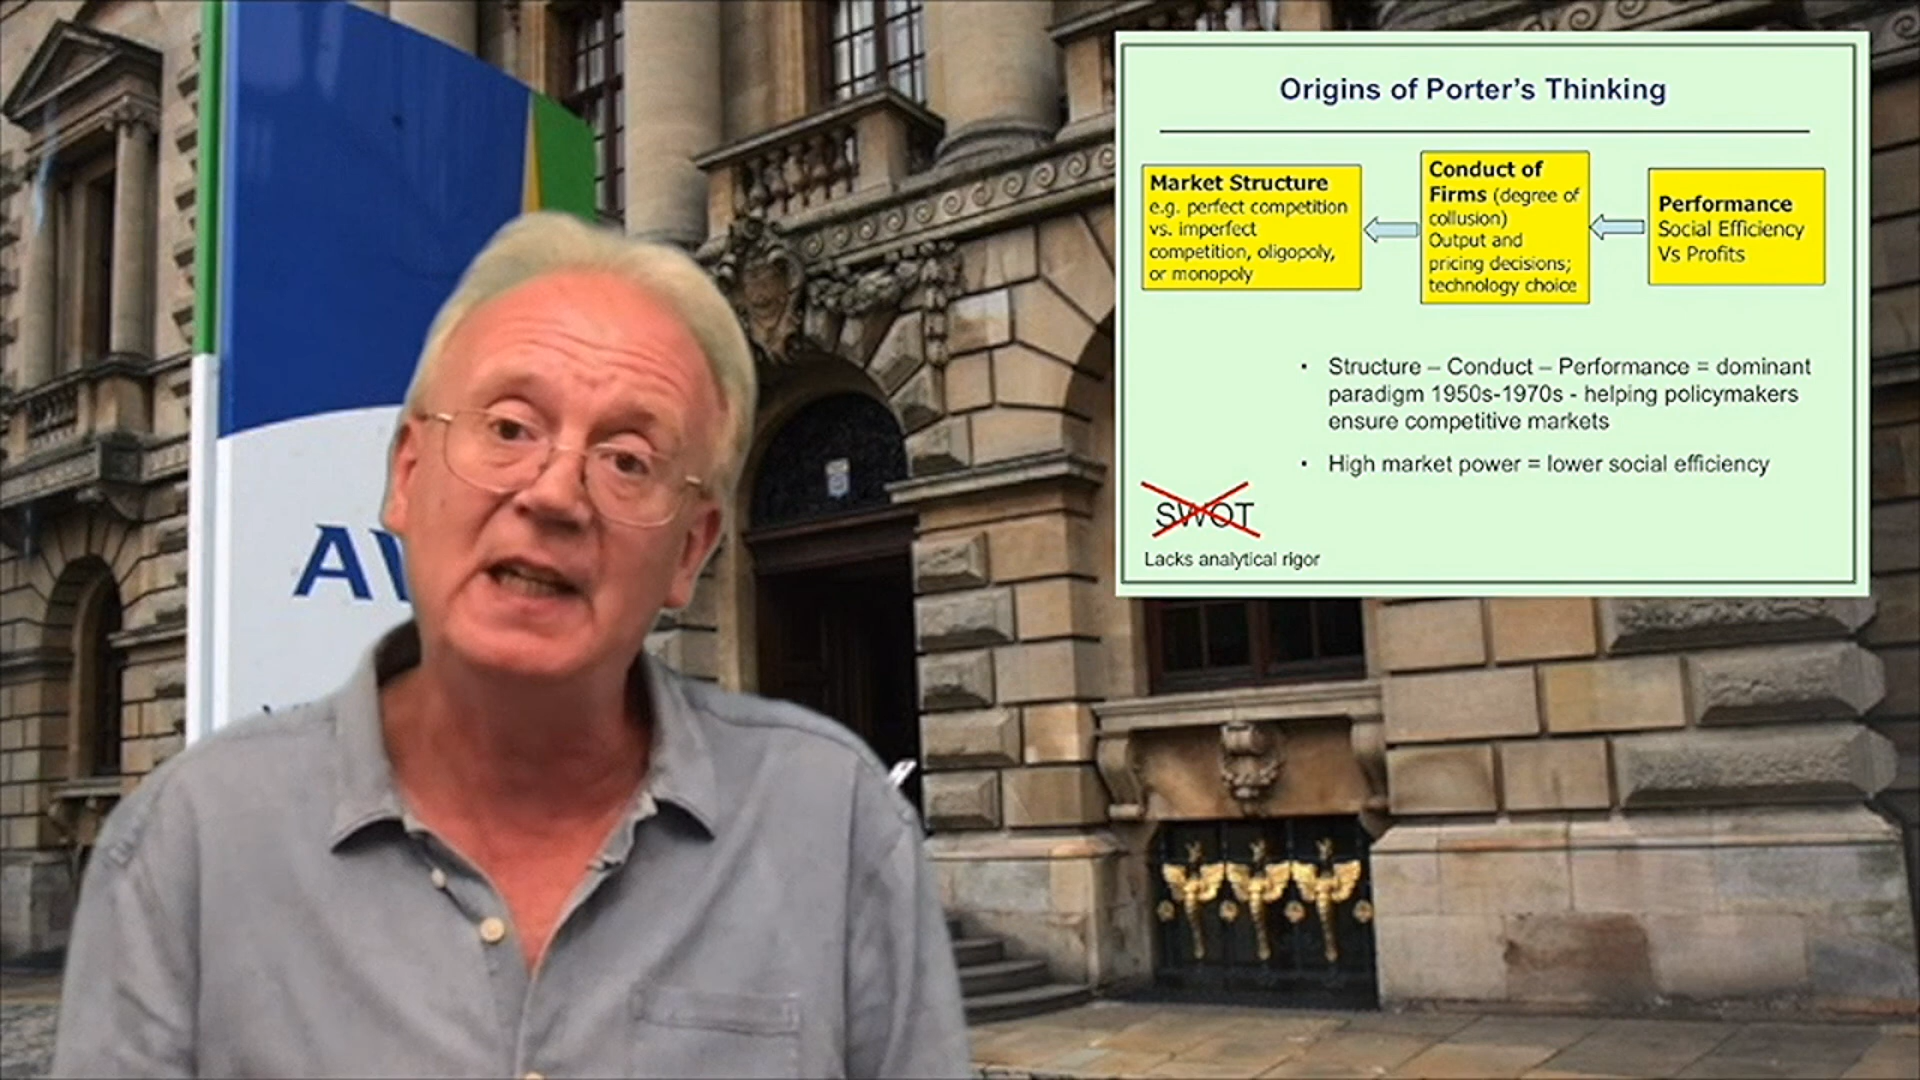 Origins of Porter's Thinking
Market Structure
e.g. perfect competition
vs. imperfect
competition, oligopoly,
or monopoly
Conduct of
Firms (degree of
collusion)
Output and
pricing decisions;
technology choice
Performance
Social Efficiency
Vs Profits
• Structure – Conduct – Performance = dominant
paradigm 1950s-1970s - helping policymakers
ensure competitive markets
• High market power = lower social efficiency
SWOT
Lacks analytical rigor